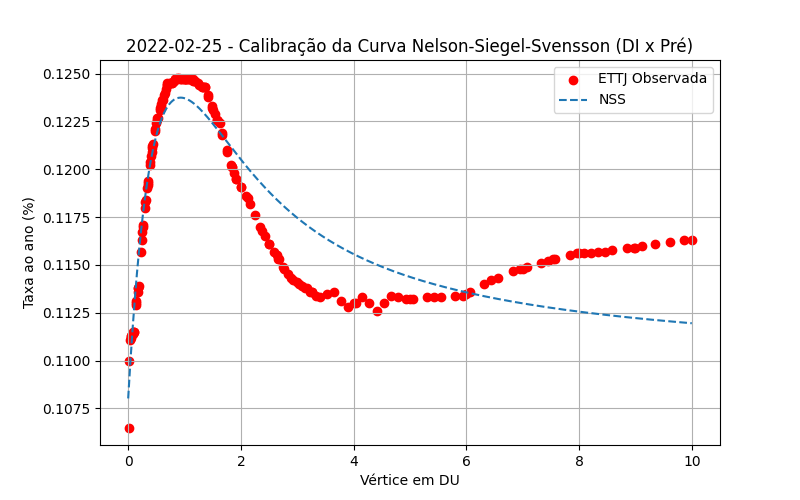 2022-02-25 - Calibração da Curva Nelson-Siegel-Svensson (DI x Pré)
ETTJ Observada
NSS
Taxa ao ano (%)
0.1250
0.1225
0.1200
0.1175
0.1150
0.1125
0.1100
0.1075
0 2 4 6 8 10
Vértice em DU